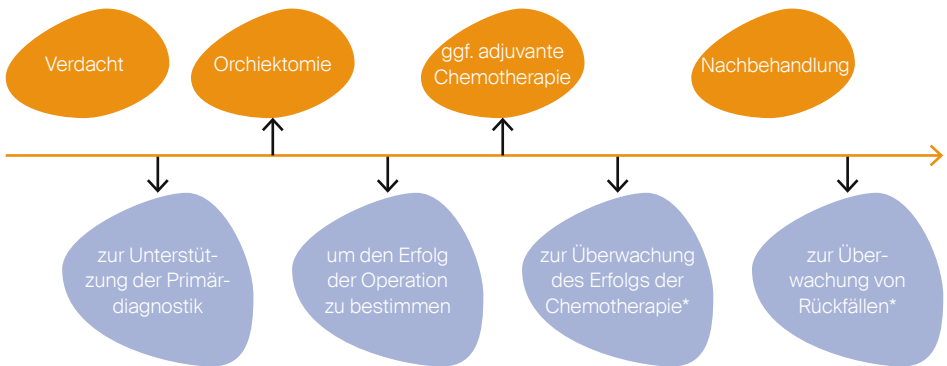 Verdacht
Orchiektomie
ggf. adjuvante
Chemotherapie
Nachbehandlung
zur Unterstüt-
zung der Primär-
diagnostik
um den Erfolg
der Operation
zu bestimmen
zur Überwachung
des Erfolgs der
Chemotherapie*
zur Über-
wachung von
Rückfällen*